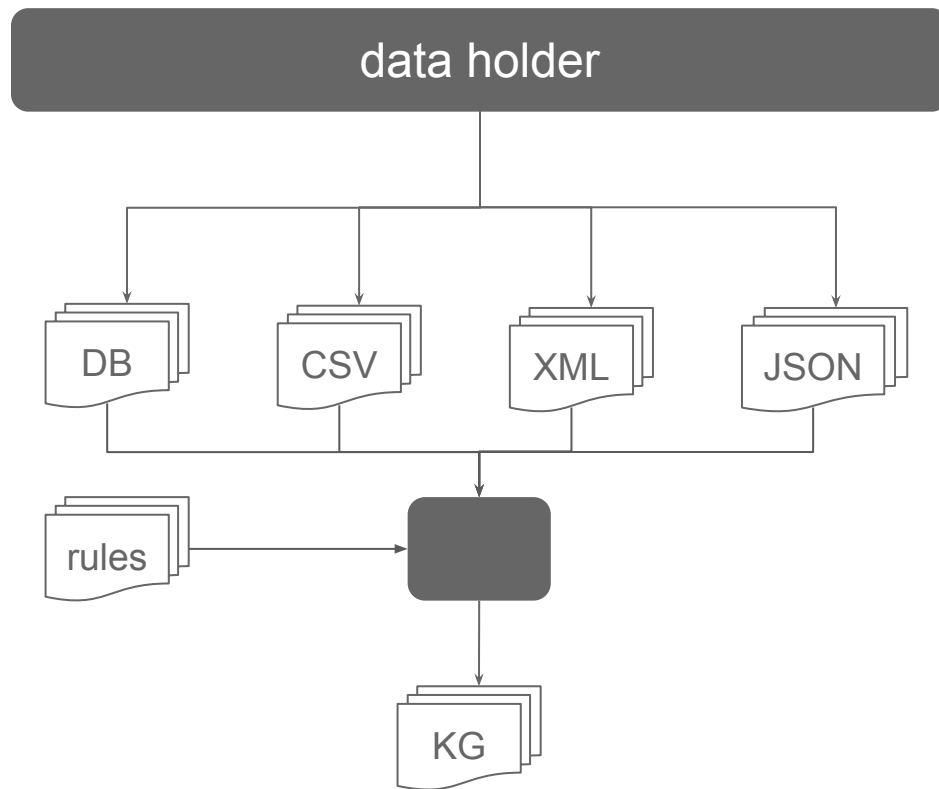 data holder
DB
CSV
XML
JSON
rules
KG